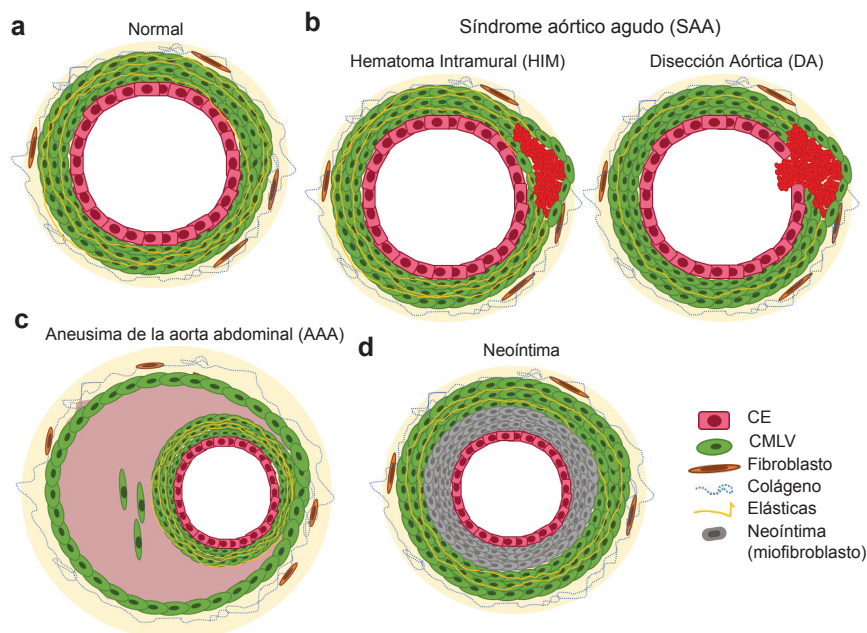 a
Normal
b
Síndrome aórtico agudo (SAA)
Hematoma Intramural (HIM)
Disección Aórtica (DA)
c
Aneusima de la aorta abdominal (AAA)
d
Neoíntima
CE
CMLV
Fibroblasto
Colágeno
Elásticas
Neoíntima
(miofibroblasto)